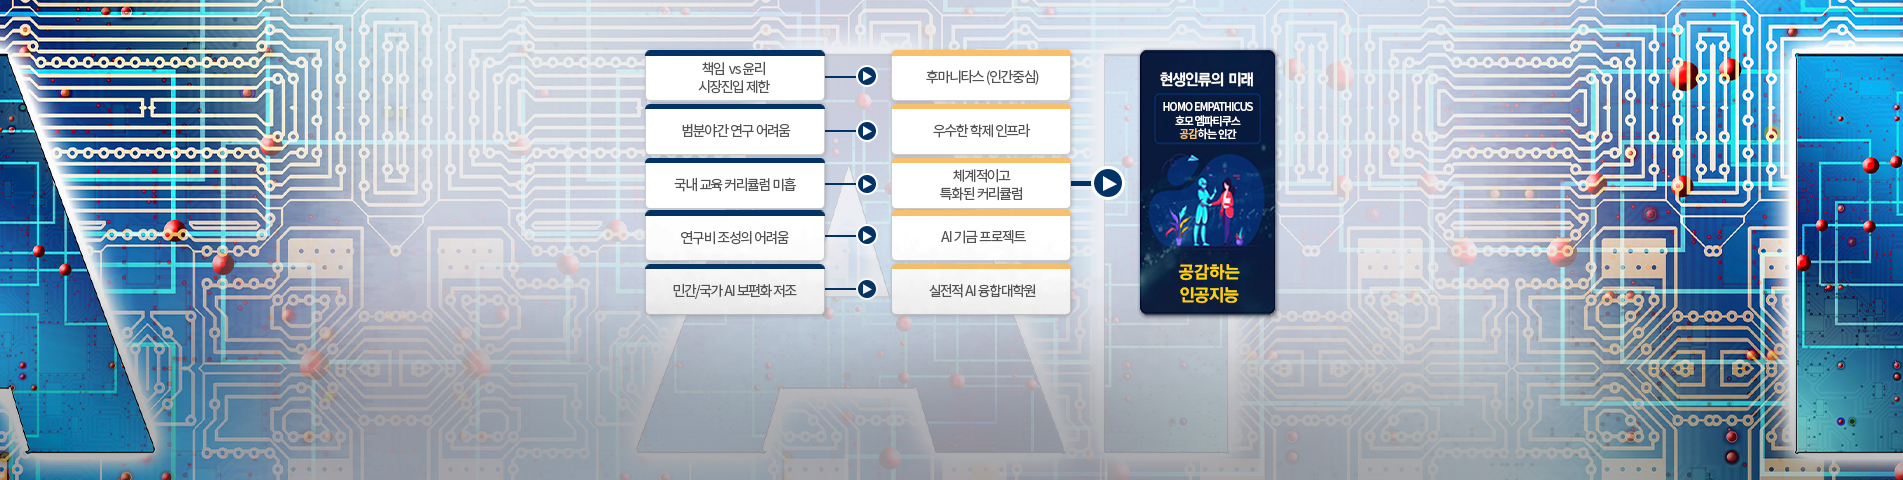 책임 vs 윤리
시장진입 제한
후마니타스 (인간중심)
범분야간 연구 어려움
우수한 학제 인프라
국내 교육 커리큘럼 미흡
체계적이고
특화된 커리큘럼
연구비 조성의 어려움
AI 기금 프로젝트
민간/국가 AI 보편화 저조
실전적 AI 융합대학원
현생인류의 미래
HOMO EMPATHICUS
호모 엠파티쿠스
공감하는 인간
공감하는
인공지능